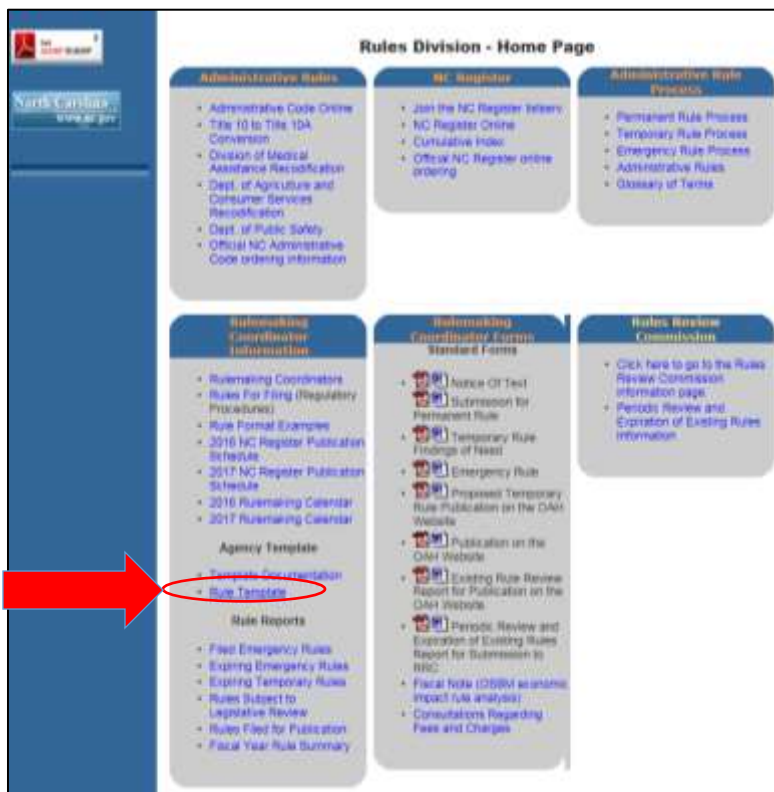 North Carolina
www.nc.gov
Rules Division - Home Page
Administrative Rules
Administrative Code Online
Title 10 to Title 10A
Conversion
Division of Medical
Assistance Recodification
Dept. of Agriculture and
Consumer Services
Recodification
Dept. of Public Safety
Official NC Administrative
Code ordering information
NC Register
Join the NC Register listserv
NC Register Online
Cumulative Index
Official NC Register online
ordering
Administrative Rule
Process
Permanent Rule Process
Temporary Rule Process
Emergency Rule Process
Administrative Rules
Glossary of Terms
Rulemaking
Coordinator
Information
Rulemaking Coordinators
Rules For Filing (Regulatory
Procedures)
Rule Format Examples
2016 NC Register Publication
Schedule
2017 NC Register Publication
Schedule
2016 Rulemaking Calendar
2017 Rulemaking Calendar
Agency Template
Template Documentation
Rule Template
Rule Reports
Filed Emergency Rules
Expiring Emergency Rules
Expiring Temporary Rules
Rules Subject to
Legislative Review
Rules Filed for Publication
Fiscal Year Rule Summary
Rulemaking
Coordinator Forms
Standard Forms
Notice Of Text
Submission for
Permanent Rule
Temporary Rule
Findings of Need
Emergency Rule
Proposed Temporary
Rule Publication on the OAH
Website
Publication on the
OAH Website
Existing Rule Review
Report for Publication on the
OAH Website
Periodic Review and
Expiration of Existing Rules
Report for Submission to
RRC
Fiscal Note (OSBM economic
impact rule analysis)
Consultations Regarding
Fees and Charges
Rules Review
Commission
Click here to go to the Rules
Review Commission
information page.
Periodic Review and
Expiration of Existing Rules
Information